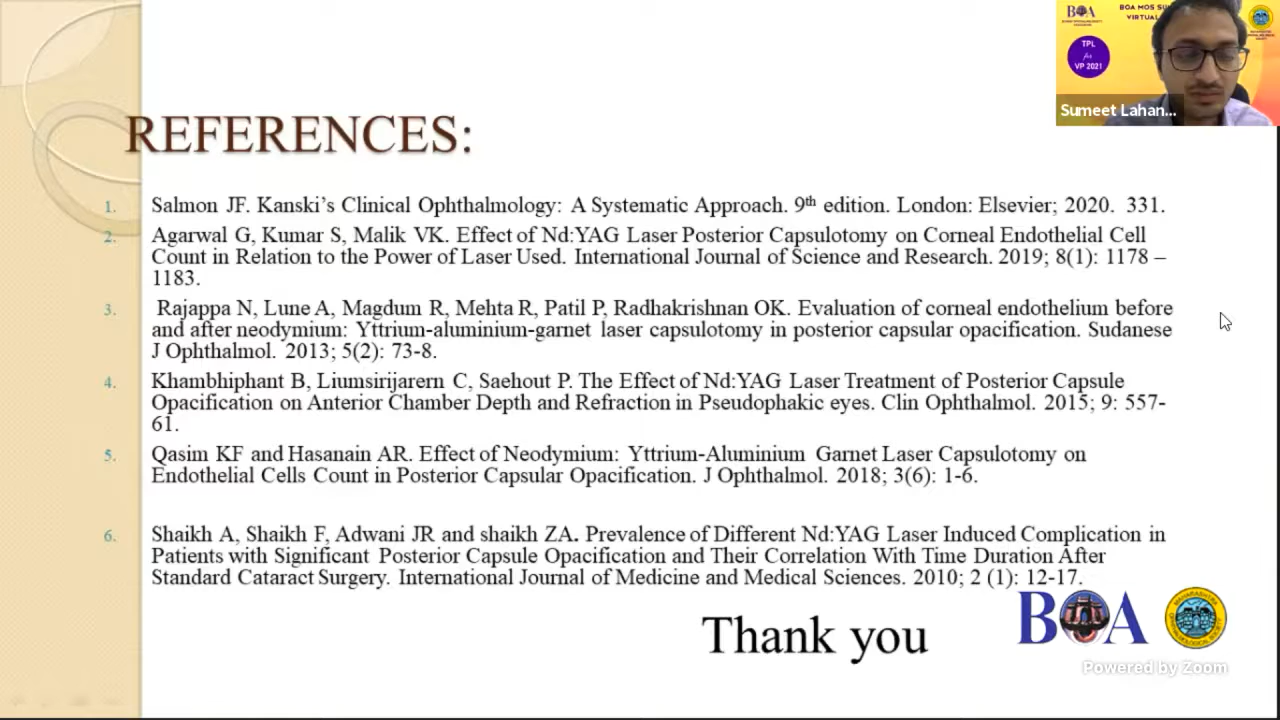 BOA
BOA MOS SU
VIRTUAL
TPL
for
VP 2021
Sumeet Lahan...
REFERENCES:
1. Salmon JF. Kanski’s Clinical Ophthalmology: A Systematic Approach. 9th edition. London: Elsevier; 2020. 331.
2. Agarwal G, Kumar S, Malik VK. Effect of Nd:YAG Laser Posterior Capsulotomy on Corneal Endothelial Cell
Count in Relation to the Power of Laser Used. International Journal of Science and Research. 2019; 8(1): 1178 –
1183.
3. Rajappa N, Lune A, Magdum R, Mehta R, Patil P, Radhakrishnan OK. Evaluation of corneal endothelium before
and after neodymium: Yttrium-aluminium-garnet laser capsulotomy in posterior capsular opacification. Sudanese
J Ophthalmol. 2013; 5(2): 73-8.
4. Khambhiphant B, Liumsirijarern C, Saehout P. The Effect of Nd:YAG Laser Treatment of Posterior Capsule
Opacification on Anterior Chamber Depth and Refraction in Pseudophakic eyes. Clin Ophthalmol. 2015; 9: 557-
61.
5. Qasim KF and Hasanain AR. Effect of Neodymium: Yttrium-Aluminium Garnet Laser Capsulotomy on
Endothelial Cells Count in Posterior Capsular Opacification. J Ophthalmol. 2018; 3(6): 1-6.
6. Shaikh A, Shaikh F, Adwani JR and shaikh ZA. Prevalence of Different Nd:YAG Laser Induced Complication in
Patients with Significant Posterior Capsule Opacification and Their Correlation With Time Duration After
Standard Cataract Surgery. International Journal of Medicine and Medical Sciences. 2010; 2 (1): 12-17.
Thank you
BOA
Powered by Zoom